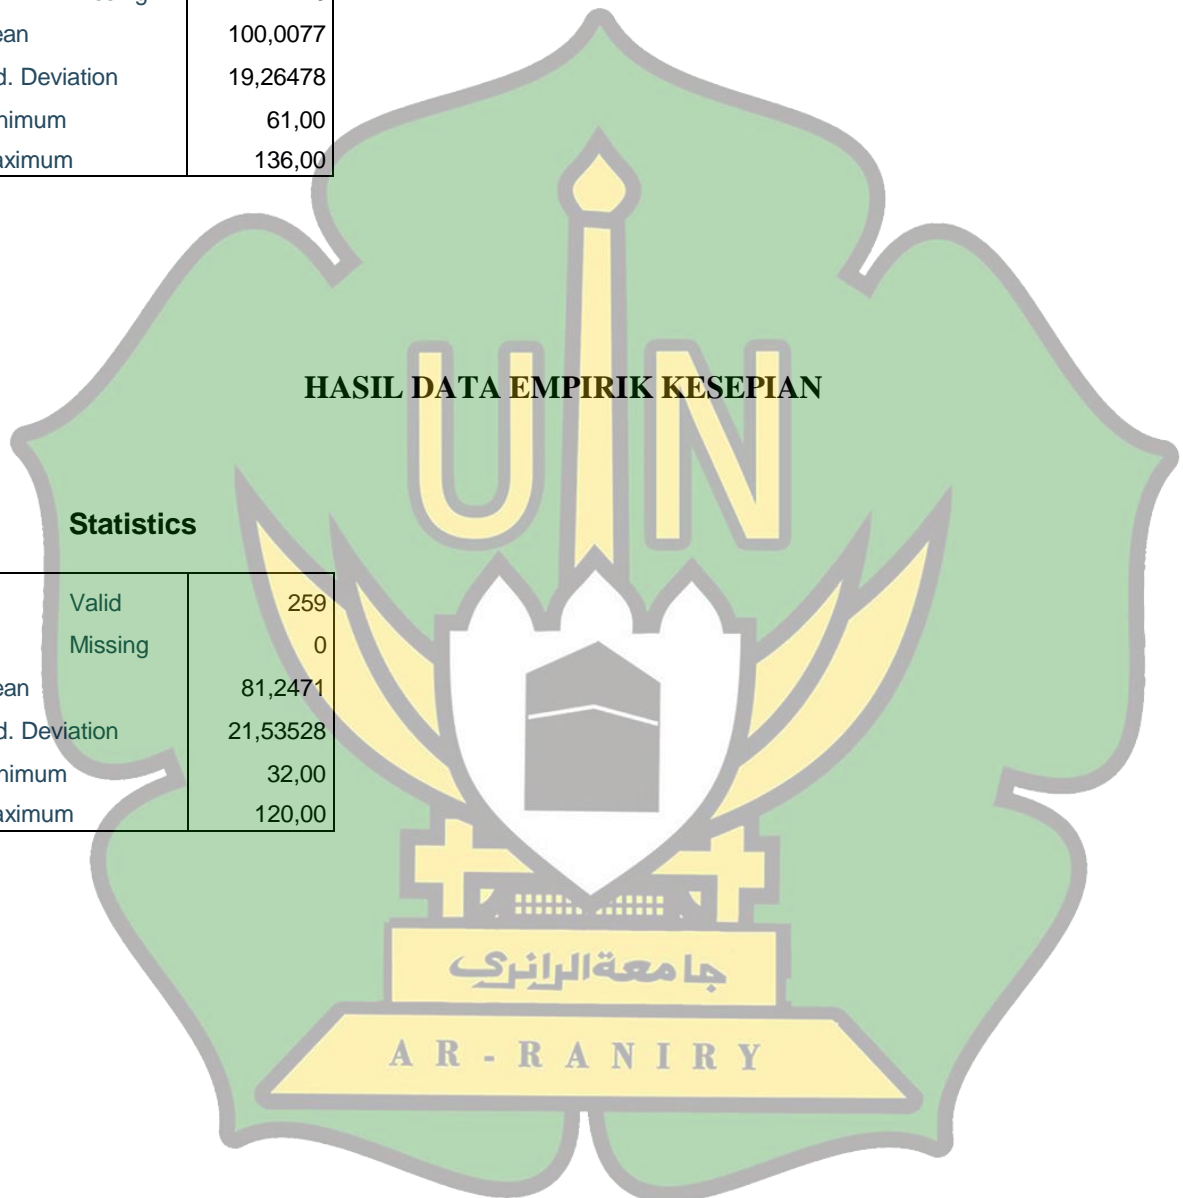 ean 100,0077
d. Deviation 19,26478
nimum 61,00
aximum 136,00
HASIL DATA EMPIRIK KESEPIAN
UIN
Statistics
Valid 259
Missing 0
ean 81,2471
d. Deviation 21,53528
nimum 32,00
aximum 120,00
جامعة الرانري
AR-RANIRY